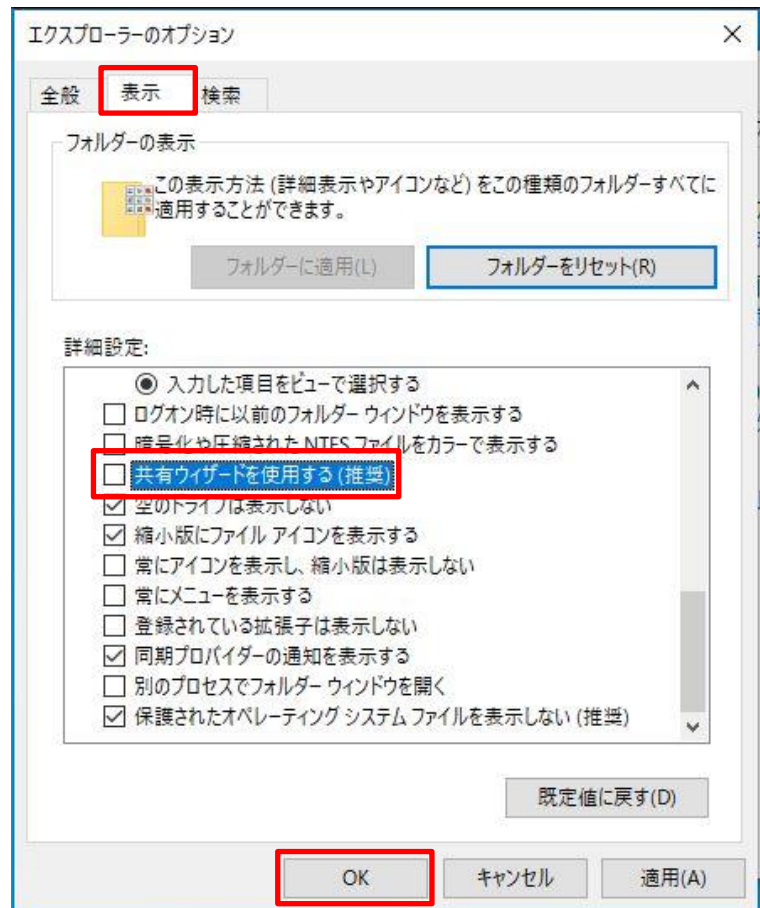 エクスプローラーのオプション
全般 表示 検索
フォルダーの表示
この表示方法 (詳細表示やアイコンなど) をこの種類のフォルダーすべてに
適用することができます。
フォルダーに適用(L) フォルダーをリセット(R)
詳細設定:
入力した項目をビューで選択する
ログオン時に以前のフォルダー ウィンドウを表示する
暗号化や圧縮された NTFS ファイルをカラーで表示する
共有ウィザードを使用する (推奨)
空のドライブは表示しない
縮小版にファイル アイコンを表示する
常にアイコンを表示し、縮小版は表示しない
常にメニューを表示する
登録されている拡張子は表示しない
同期プロバイダーの通知を表示する
別のプロセスでフォルダー ウィンドウを開く
保護されたオペレーティング システム ファイルを表示しない (推奨)
既定値に戻す(D)
OK キャンセル 適用(A)